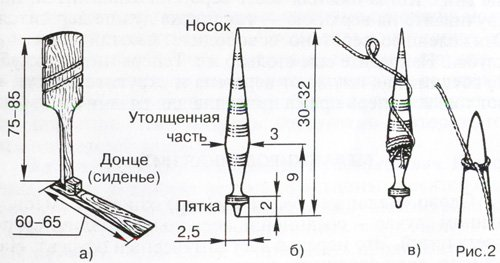 Носок
75–85
Утолщенная
часть
3
30–32
9
Донце
(сиденье)
Пятка
2
60–65
2,5
а)
б)
в)
Рис.2